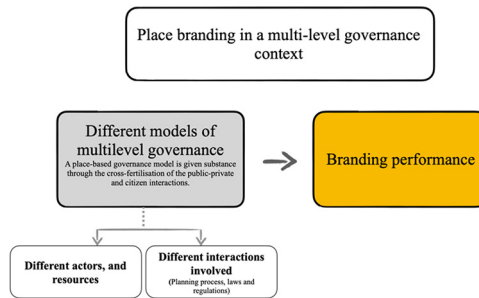 Place branding in a multi-level governance
context
Different models of
multilevel governance
A place-based governance model is given substance
through the cross-fertilisation of the public-private
and citizen interactions.
Branding performance
Different actors, and
resources
Different interactions
involved
(Planning process, laws and
regulations)